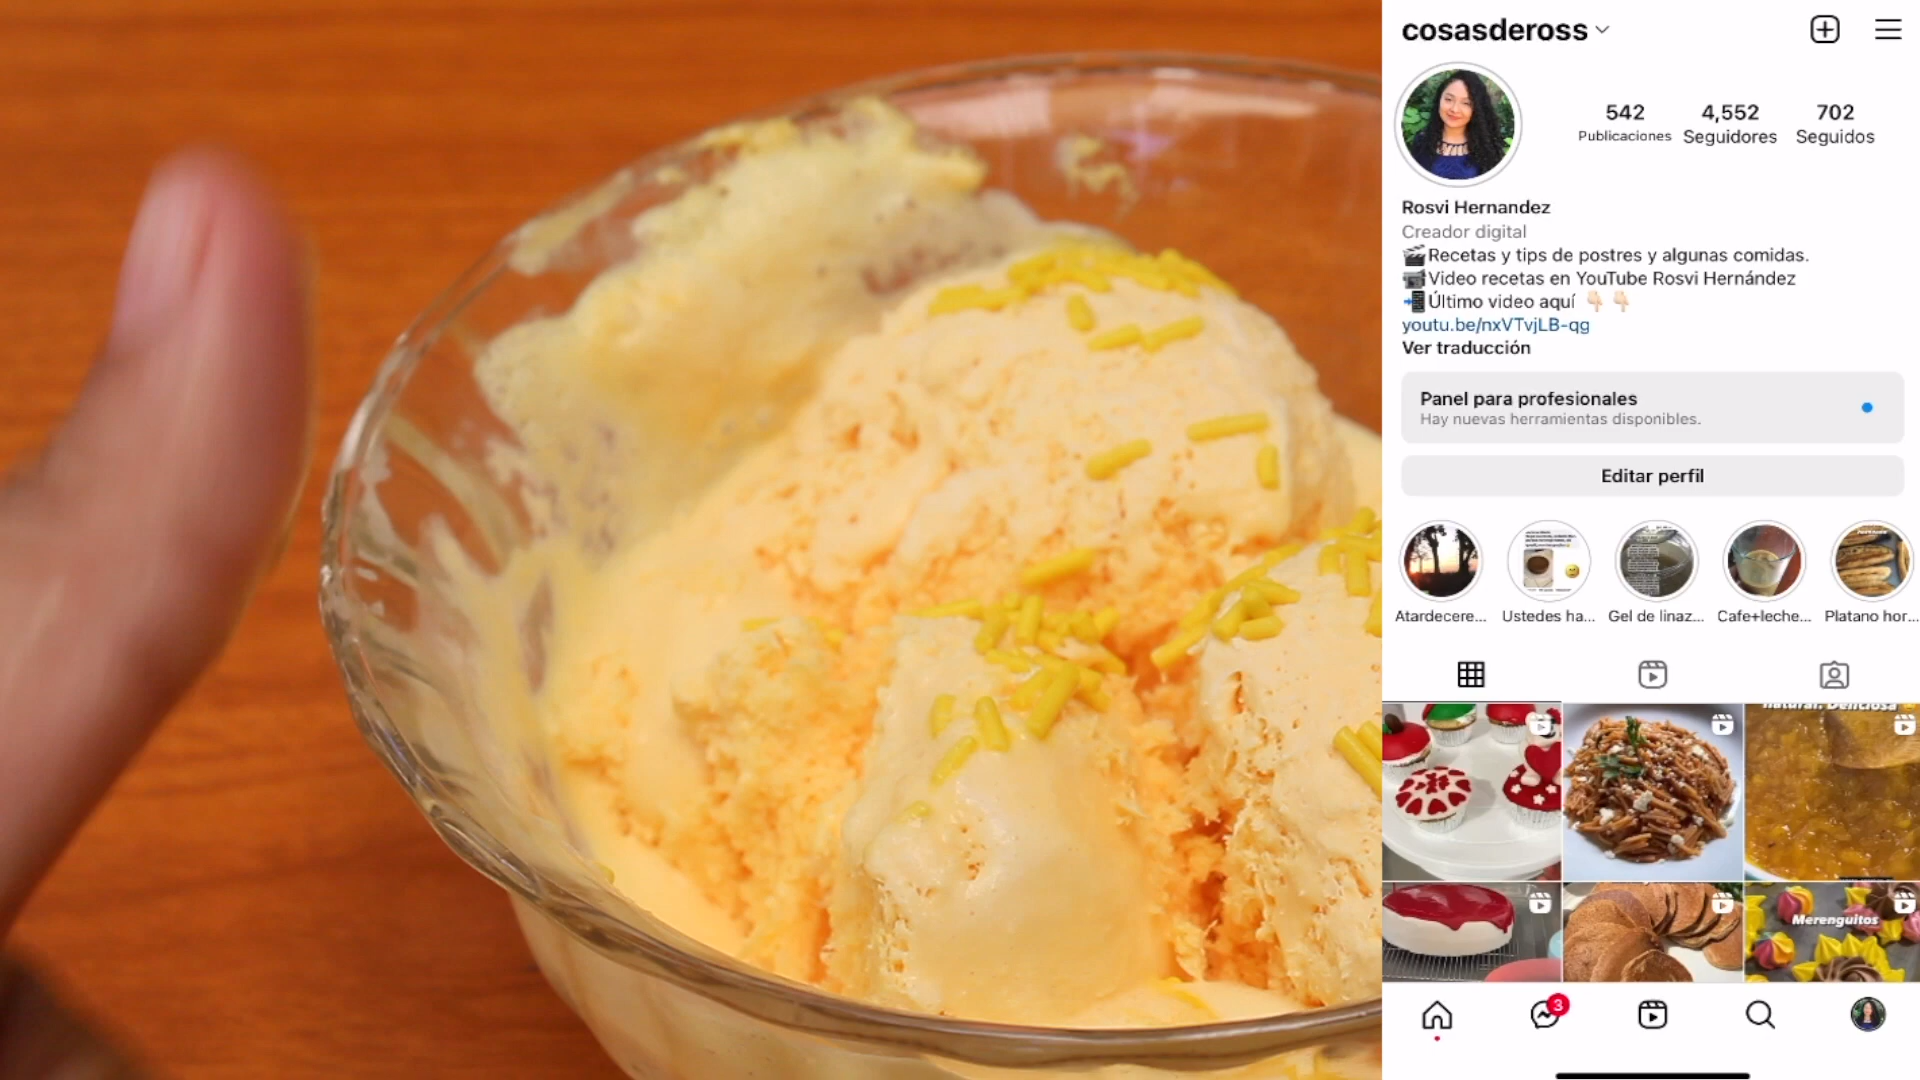 cosasdeross
542
Publicaciones
4,552
Seguidores
702
Seguidos
Rosvi Hernandez
Creador digital
🎬Recetas y tips de postres y algunas comidas.
📹Video recetas en YouTube Rosvi Hernández
📲Último video aquí 👇🏻👇🏻
youtu.be/nxVTvjLB-qg
Ver traducción
Panel para profesionales
Hay nuevas herramientas disponibles.
Editar perfil
Atardecere...
Ustedes ha...
Gel de linaz...
Cafe+leche...
Platano hor...
natural. Deliciosa
Merenguitos
3